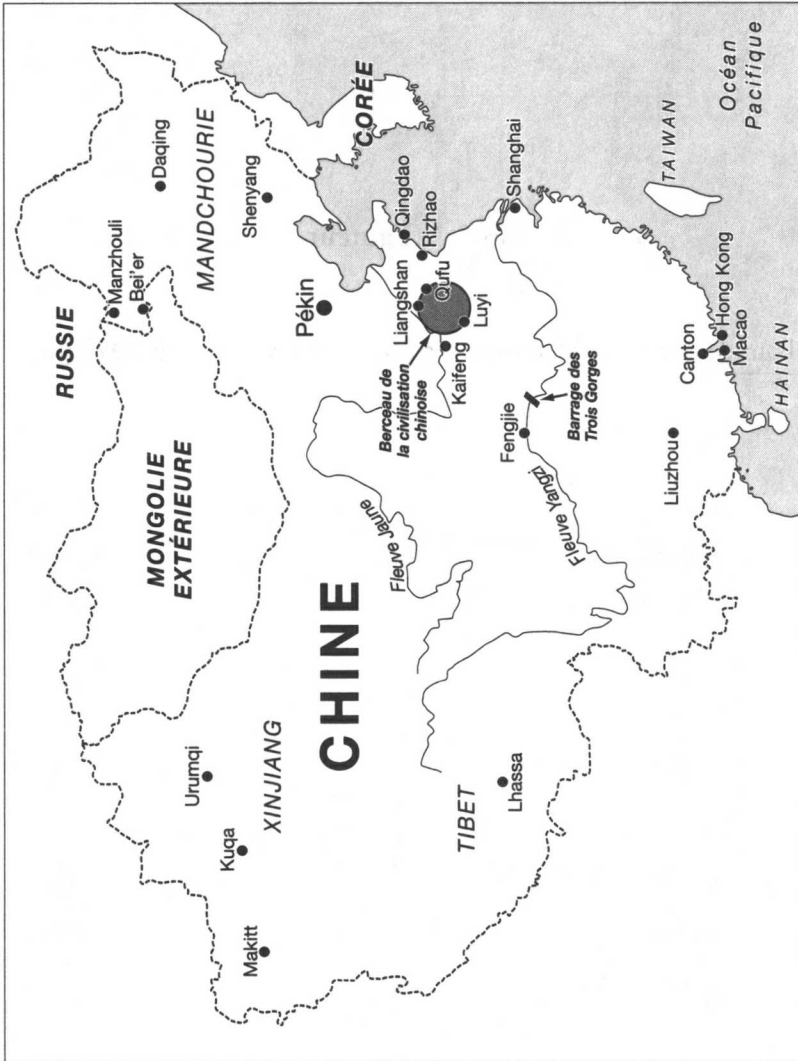 RUSSIE
Manzhouli
Bei'er
Daqing
MANDCHOURIE
Shenyang
MONGOLIE
EXTÉRIEURE
Urumqi
Kuqa
Makitt
XINJIANG
CHINE
Pékin
CORÉE
Fleuve Jaune
Berceau de
la civilisation
chinoise
Liangshan
Qufu
Qingdao
Rizhao
Kaifeng
Luyi
TIBET
Lhassa
Fengjie
Fleuve Yangzi
Barrage des
Trois Gorges
Shanghai
Liuzhou
Canton
Hong Kong
Macao
HAINAN
TAIWAN
Océan
Pacifique